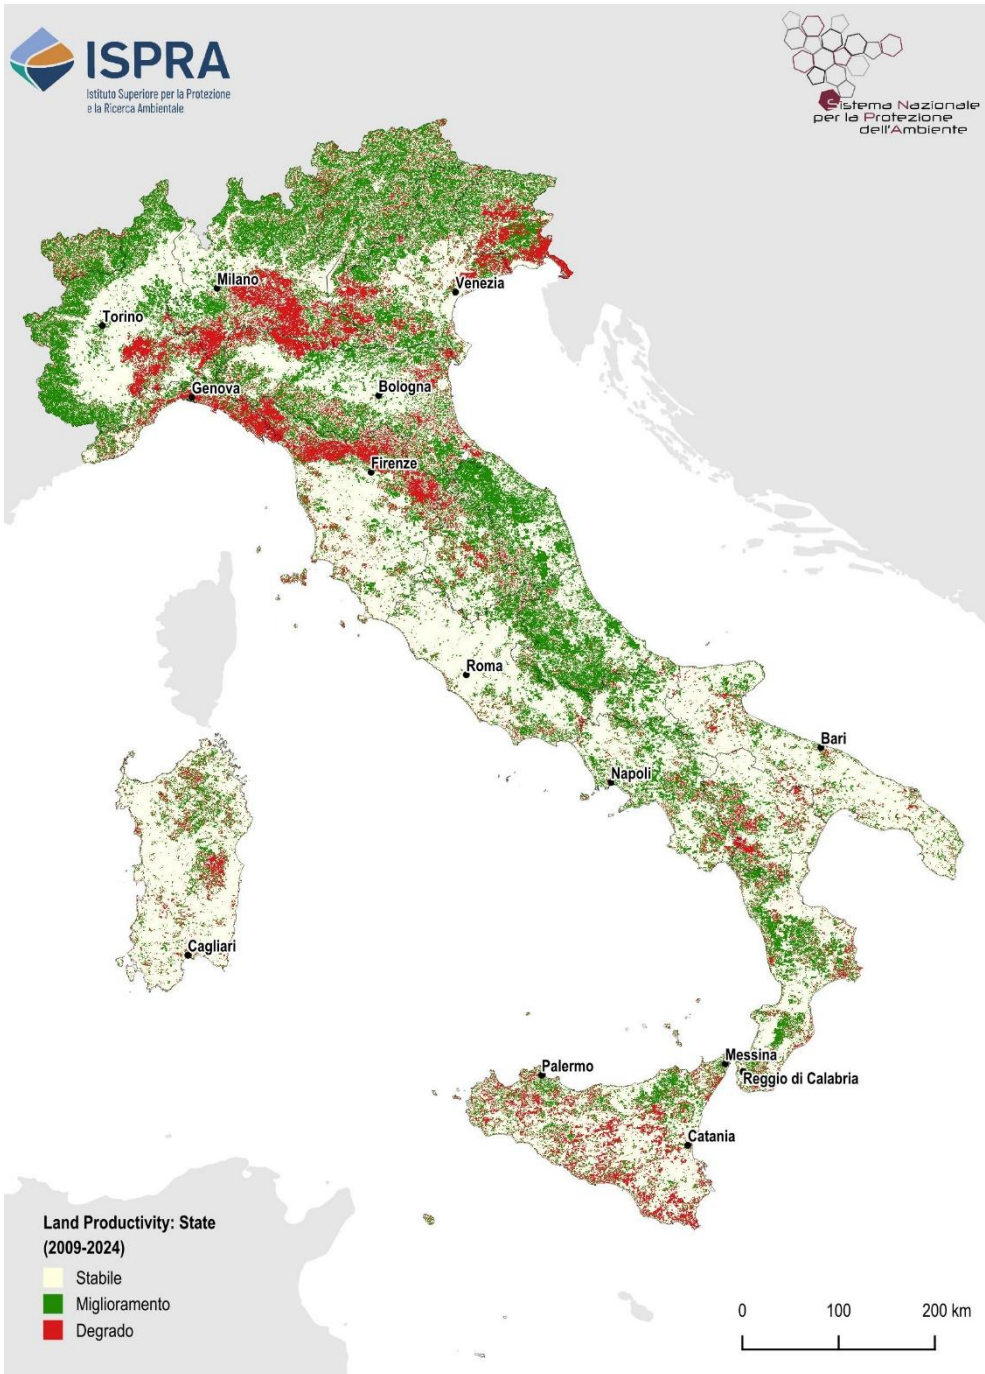 ISPRA
Istituto Superiore per la Protezione
e la Ricerca Ambientale
Sistema Nazionale
per la Protezione
dell'Ambiente
Milano
Venezia
Torino
Genova
Bologna
Firenze
Roma
Bari
Napoli
Cagliari
Messina
Palermo
Reggio di Calabria
Catania
Land Productivity: State
(2009-2024)
Stabile
Miglioramento
Degrado
0 100 200 km